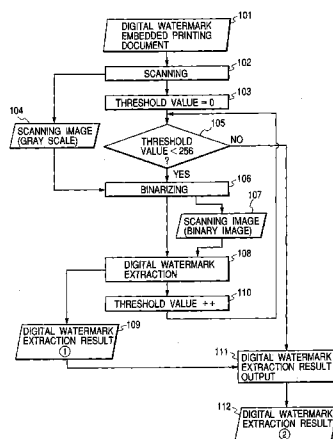 101
DIGITAL WATERMARK
EMBEDDED PRINTING
DOCUMENT
102
SCANNING
103
THRESHOLD VALUE = 0
104
SCANNING IMAGE
(GRAY SCALE)
105
THRESHOLD
VALUE < 256
?
NO
YES
106
BINARIZING
107
SCANNING IMAGE
(BINARY IMAGE)
108
DIGITAL WATERMARK
EXTRACTION
110
THRESHOLD VALUE ++
109
DIGITAL WATERMARK
EXTRACTION RESULT
①
111
DIGITAL WATERMARK
EXTRACTION RESULT
OUTPUT
112
DIGITAL WATERMARK
EXTRACTION RESULT
②